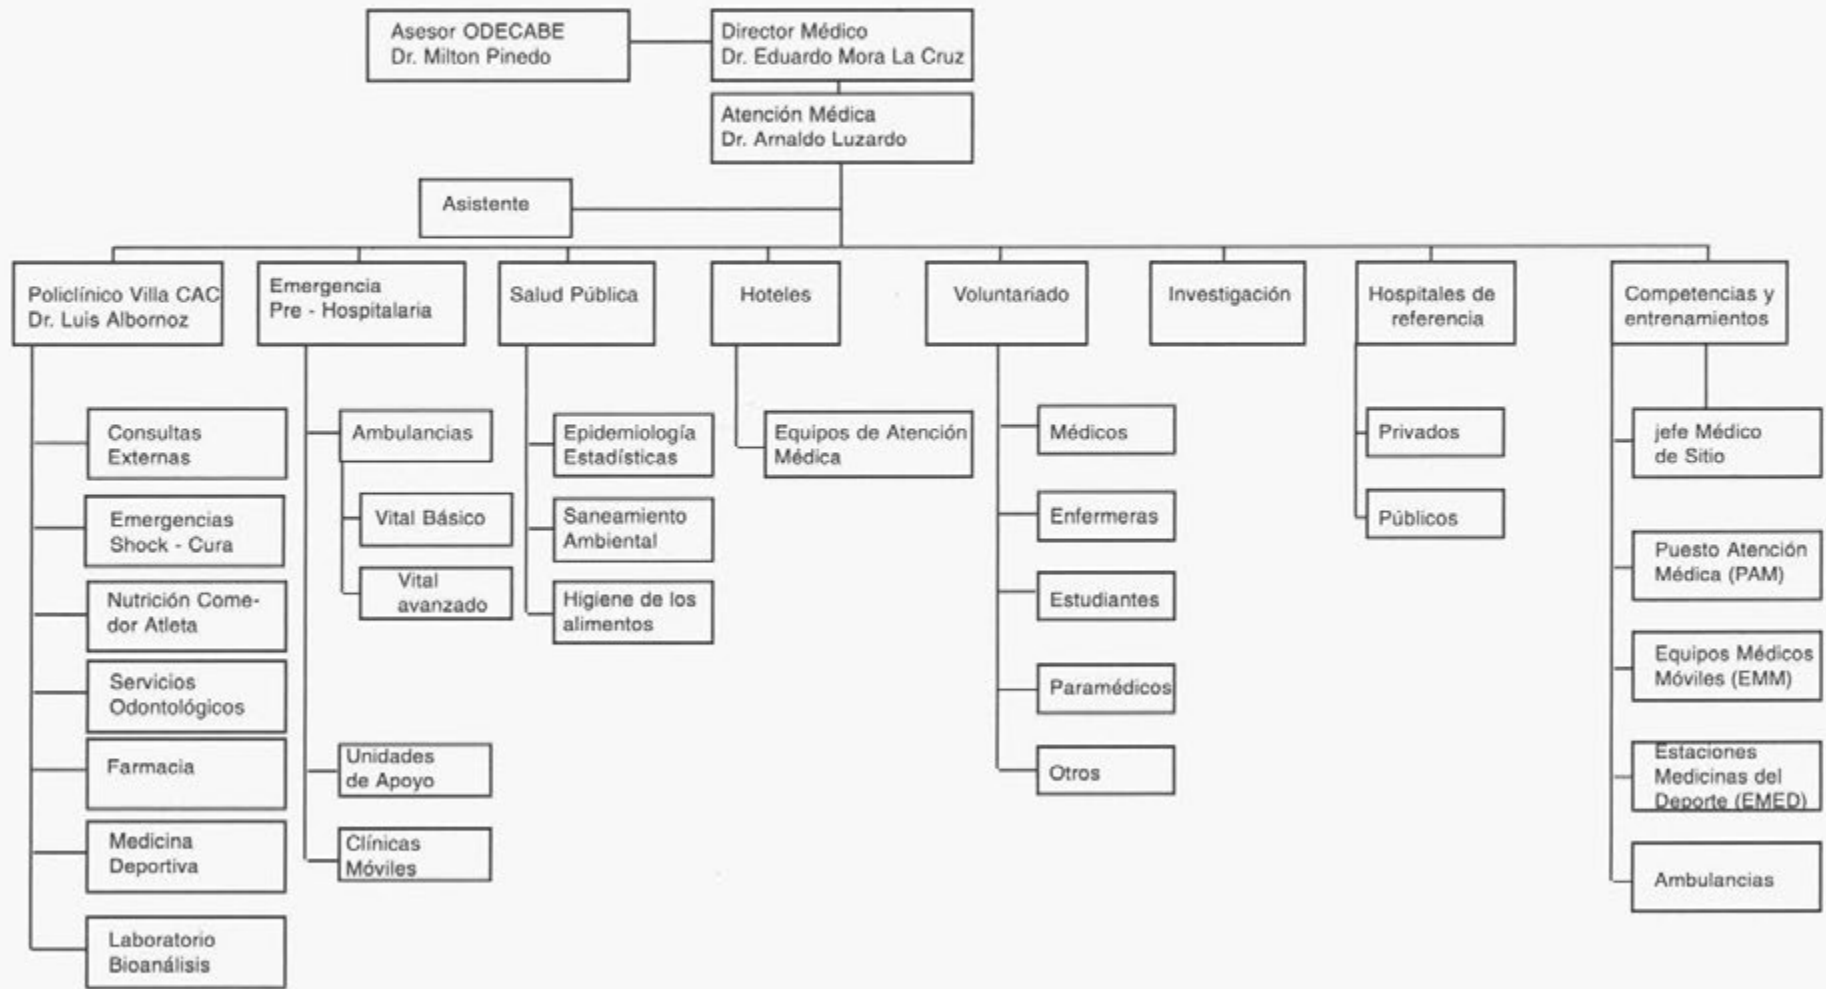 Asesor ODECABE
Dr. Milton Pinedo
Director Médico
Dr. Eduardo Mora La Cruz
Atención Médica
Dr. Arnaldo Luzardo
Asistente
Policlínico Villa CAC
Dr. Luis Albornoz
Emergencia
Pre - Hospitalaria
Salud Pública
Hoteles
Voluntariado
Investigación
Hospitales de
referencia
Competencias y
entrenamientos
Consultas
Externas
Emergencias
Shock - Cura
Nutrición Come-
dor Atleta
Servicios
Odontológicos
Farmacia
Medicina
Deportiva
Laboratorio
Bioanálisis
Ambulancias
Vital Básico
Vital
avanzado
Unidades
de Apoyo
Clínicas
Móviles
Epidemiología
Estadísticas
Saneamiento
Ambiental
Higiene de los
alimentos
Equipos de Atención
Médica
Médicos
Enfermeras
Estudiantes
Paramédicos
Otros
Privados
Públicos
jefe Médico
de Sitio
Puesto Atención
Médica (PAM)
Equipos Médicos
Móviles (EMM)
Estaciones
Medicinas del
Deporte (EMED)
Ambulancias